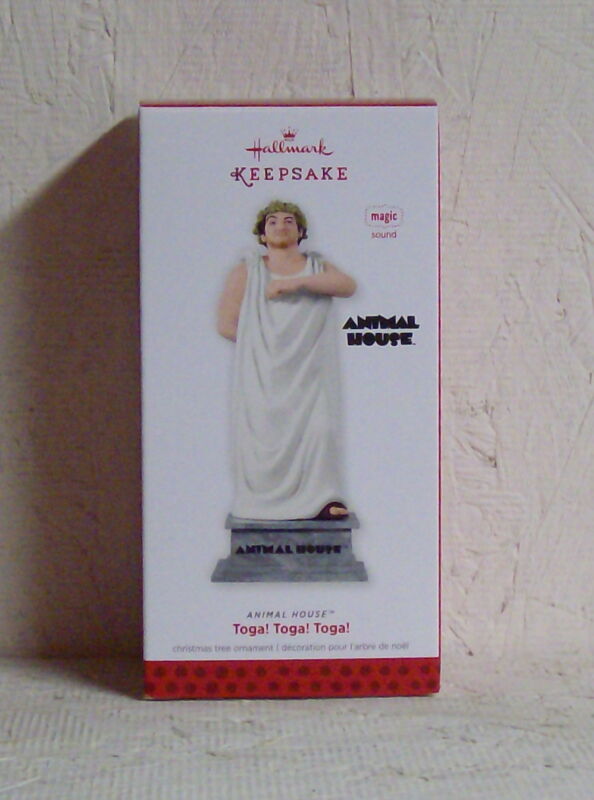 Hallmark
KEEPSAKE
magic
sound
ANIMAL
HOUSE™
ANIMAL HOUSE
ANIMAL HOUSE™
Toga! Toga! Toga!
christmas tree ornament | décoration pour l'arbre de noël